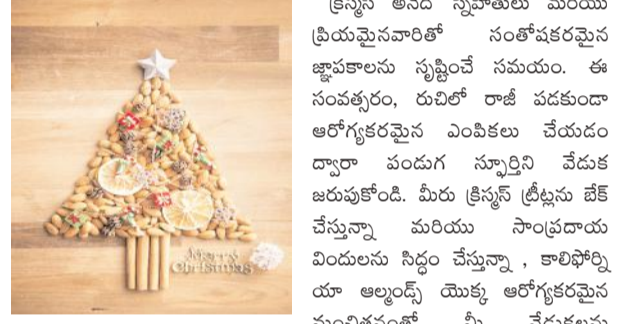 క్రిస్మస్ అనేది స్నేహితులు మరియు
ప్రియమైనవారితో సంతోషకరమైన
జ్ఞాపకాలను సృష్టించే సమయం. ఈ
సంవత్సరం, రుచిలో రాజీ పడకుండా
ఆరోగ్యకరమైన ఎంపికలు చేయడం
ద్వారా పండుగ స్ఫూర్తిని వేడుక
జరుపుకోండి. మీరు క్రిస్మస్ ట్రీట్లను బేక్
చేస్తున్నా మరియు సాంప్రదాయ
విందులను సిద్ధం చేస్తున్నా , కాలిఫోర్ని
యా ఆల్మండ్స్ యొక్క ఆరోగ్యకరమైన
Merry
Christmas